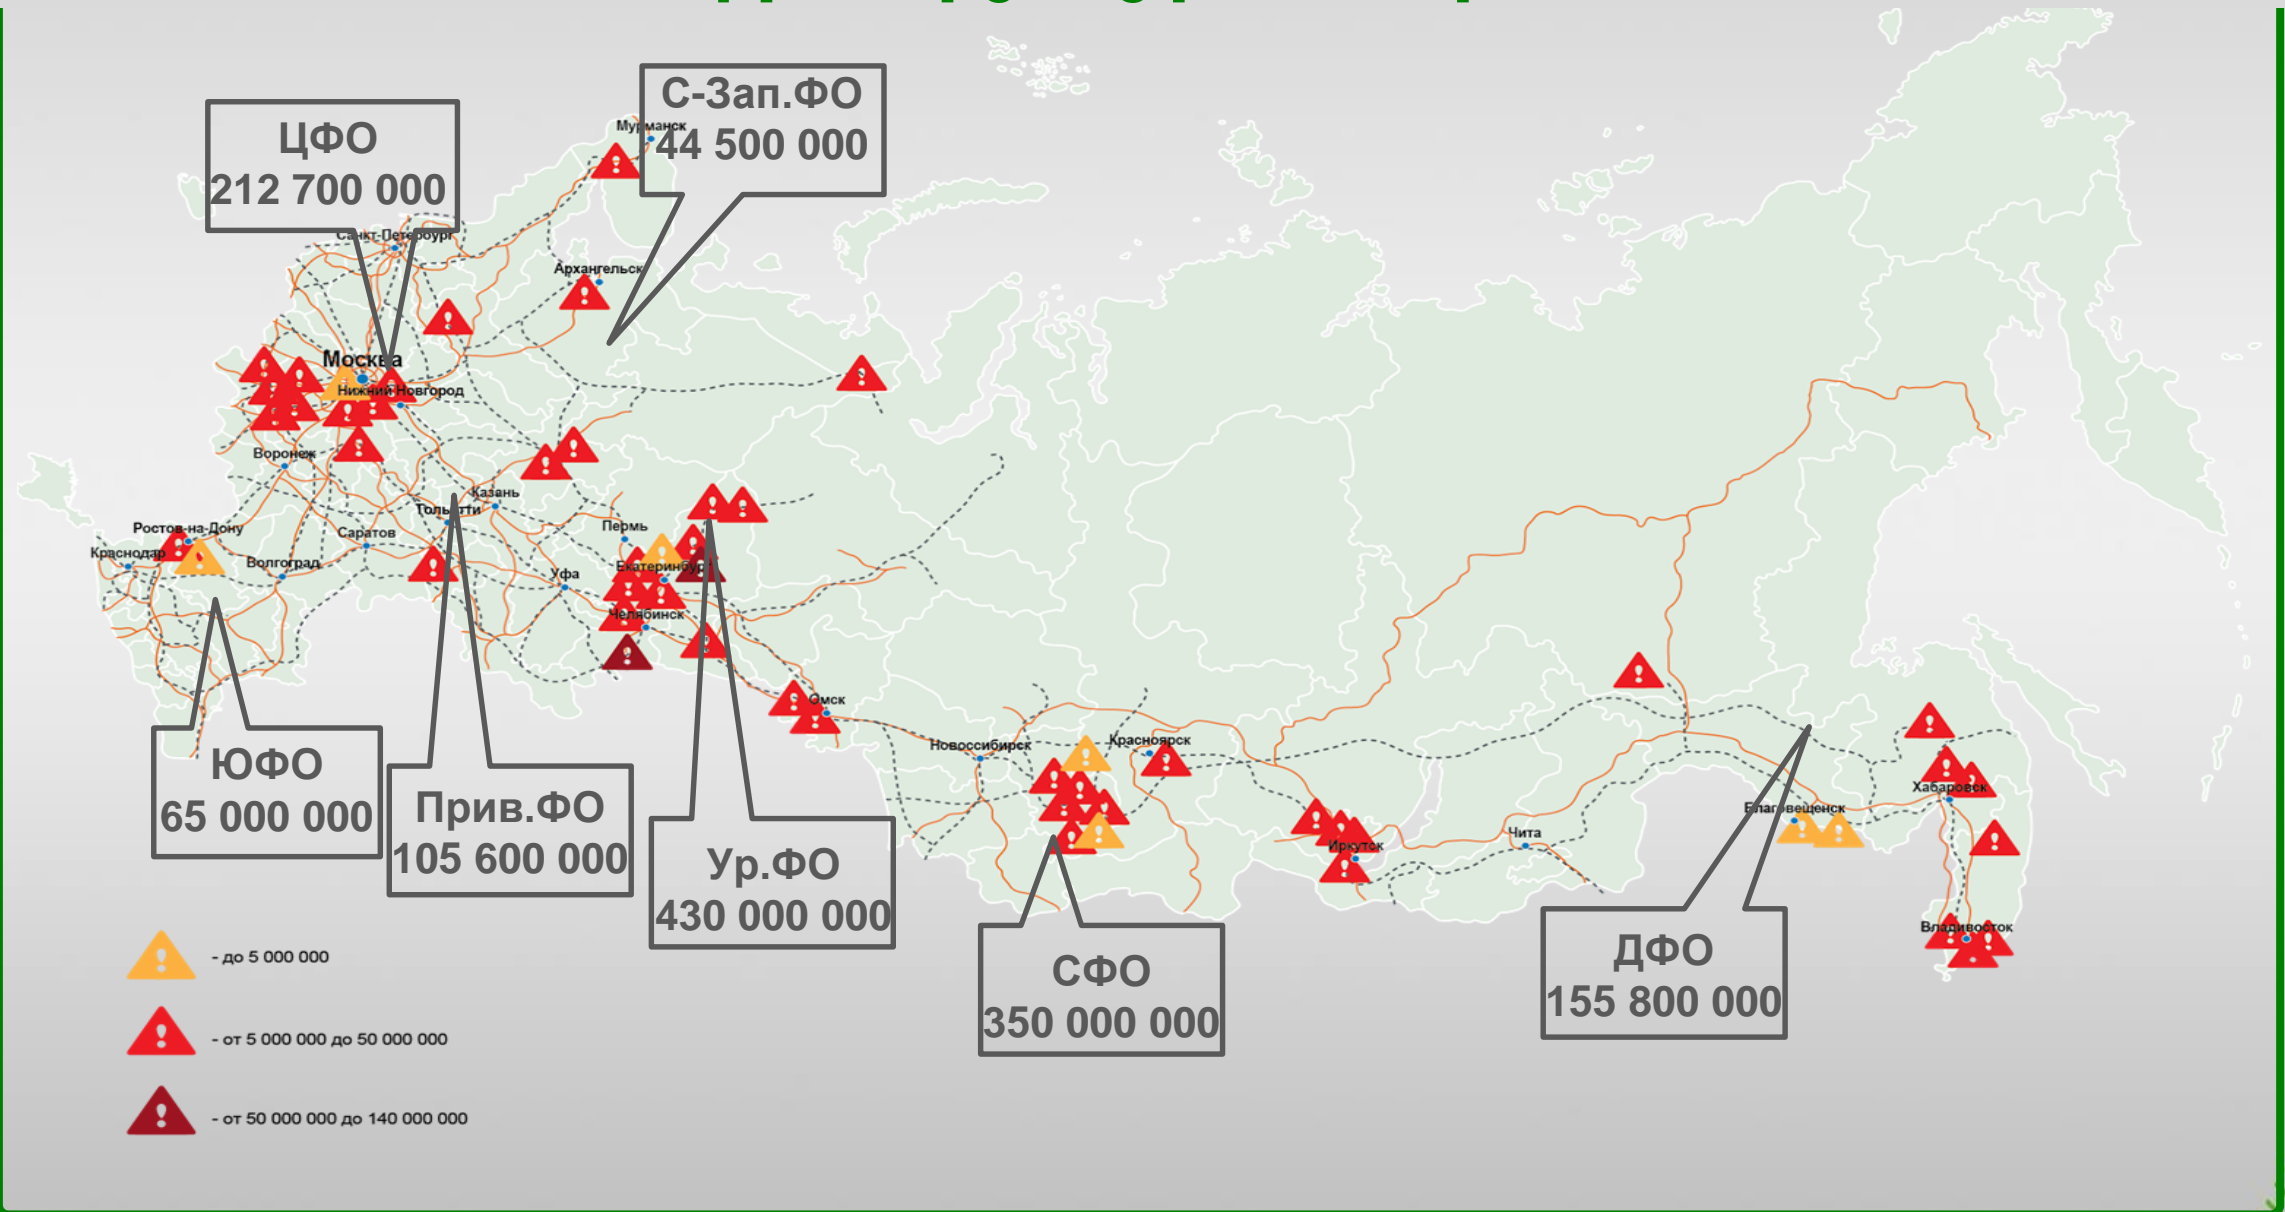 С-Зап.ФО
44 500 000
ЦФО
212 700 000
Мурманск
Санкт-Петербург
Архангельск
Москва
Нижний Новгород
Воронеж
Казань
Тольятти
Пермь
Ростов-на-Дону
Саратов
Краснодар
Волгоград
Уфа
Екатеринбург
Челябинск
Омск
Новоссибирск
Красноярск
Хабаровск
Благовещенск
Чита
Иркутск
Владивосток
ЮФО
65 000 000
Прив.ФО
105 600 000
Ур.ФО
430 000 000
СФО
350 000 000
ДФО
155 800 000
- до 5 000 000
- от 5 000 000 до 50 000 000
- от 50 000 000 до 140 000 000